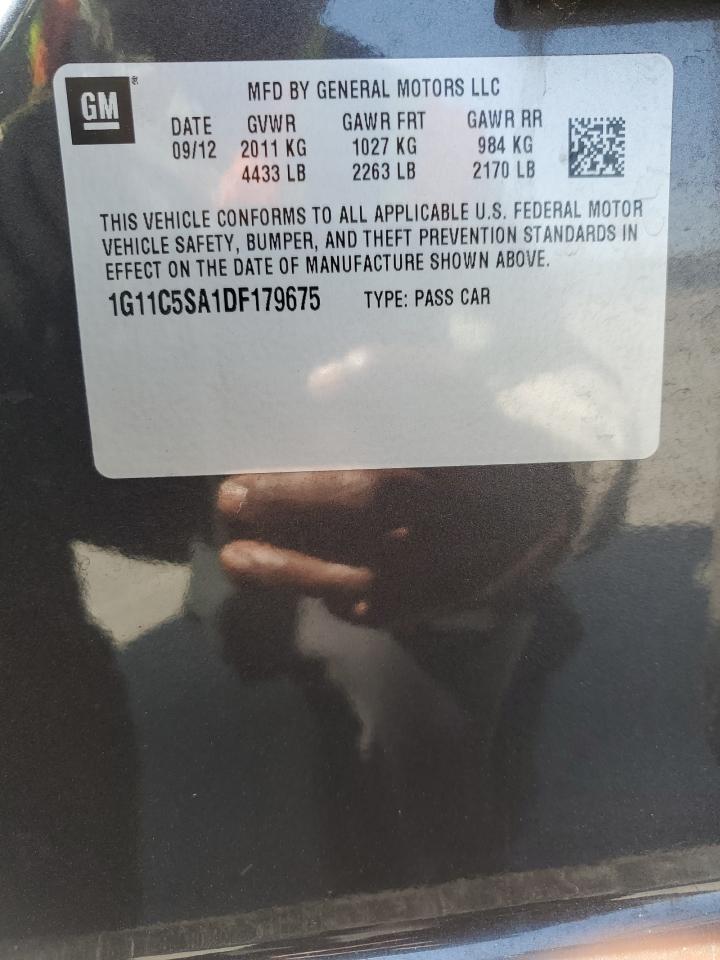 GM
MFD BY GENERAL MOTORS LLC
DATE GVWR GAWR FRT GAWR RR
09/12 2011 KG 1027 KG 984 KG
4433 LB 2263 LB 2170 LB
THIS VEHICLE CONFORMS TO ALL APPLICABLE U.S. FEDERAL MOTOR
VEHICLE SAFETY, BUMPER, AND THEFT PREVENTION STANDARDS IN
EFFECT ON THE DATE OF MANUFACTURE SHOWN ABOVE.
1G11C5SA1DF179675 TYPE: PASS CAR